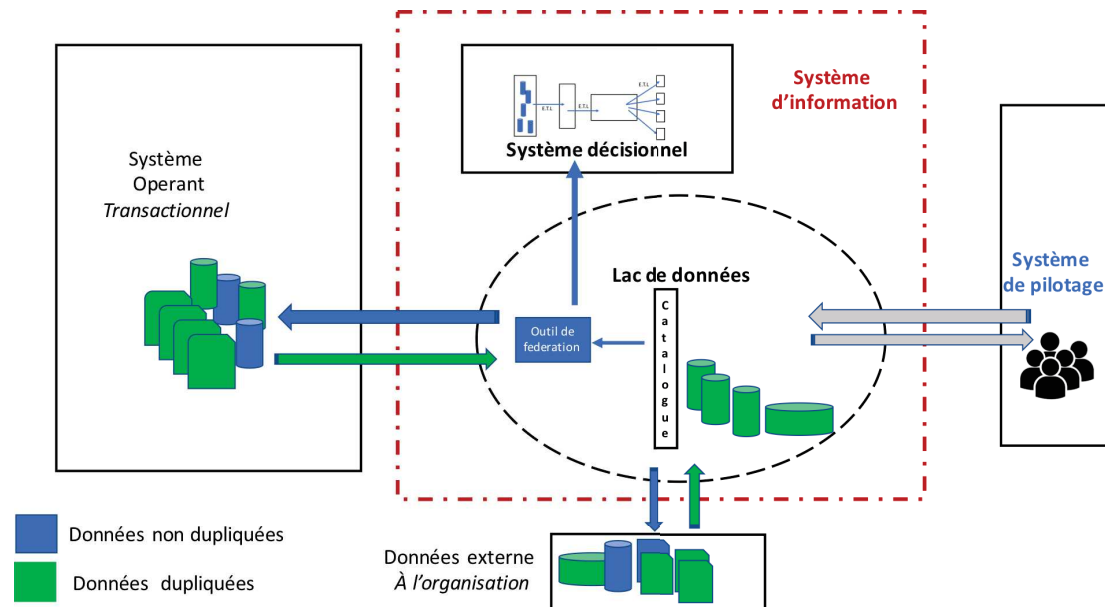 Système
d'information
E.T.L
E.T.L
E.T.L
Système décisionnel
Système
Operant
Transactionnel
Système
de pilotage
Lac de données
Outil de
federation
C
a
t
a
l
o
g
u
e
Données non dupliquées
Données dupliquées
Données externe
À l'organisation